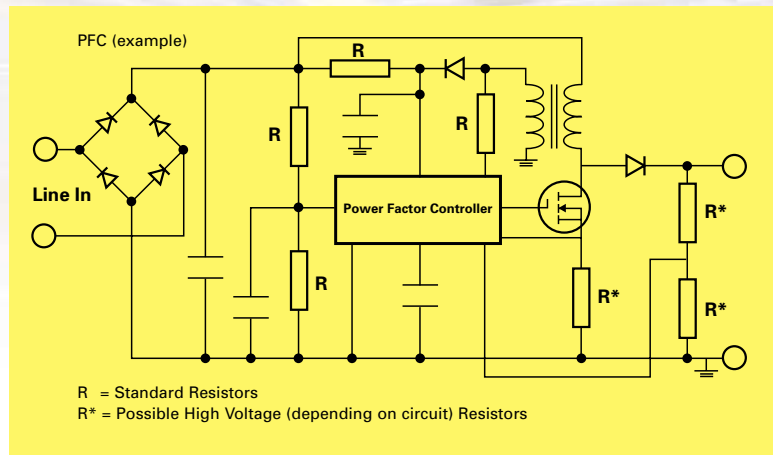 PFC (example)
R
R
R
Line In
Power Factor Controller
R*
R
R*
R*
R = Standard Resistors
R* = Possible High Voltage (depending on circuit) Resistors